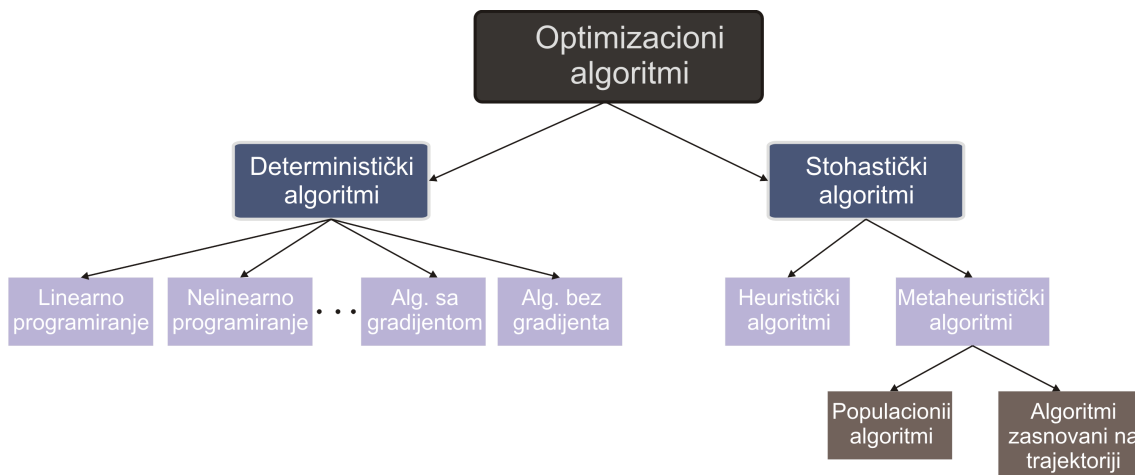 Optimizacioni
algoritmi
Deterministički
algoritmi
Stohastički
algoritmi
Linearno
programiranje
Nelinearno
programiranje
...
Alg. sa
gradijentom
Alg. bez
gradijenta
Heuristički
algoritmi
Metaheuristički
algoritmi
Populacionii
algoritmi
Algoritmi
zasnovani na
trajektoriji